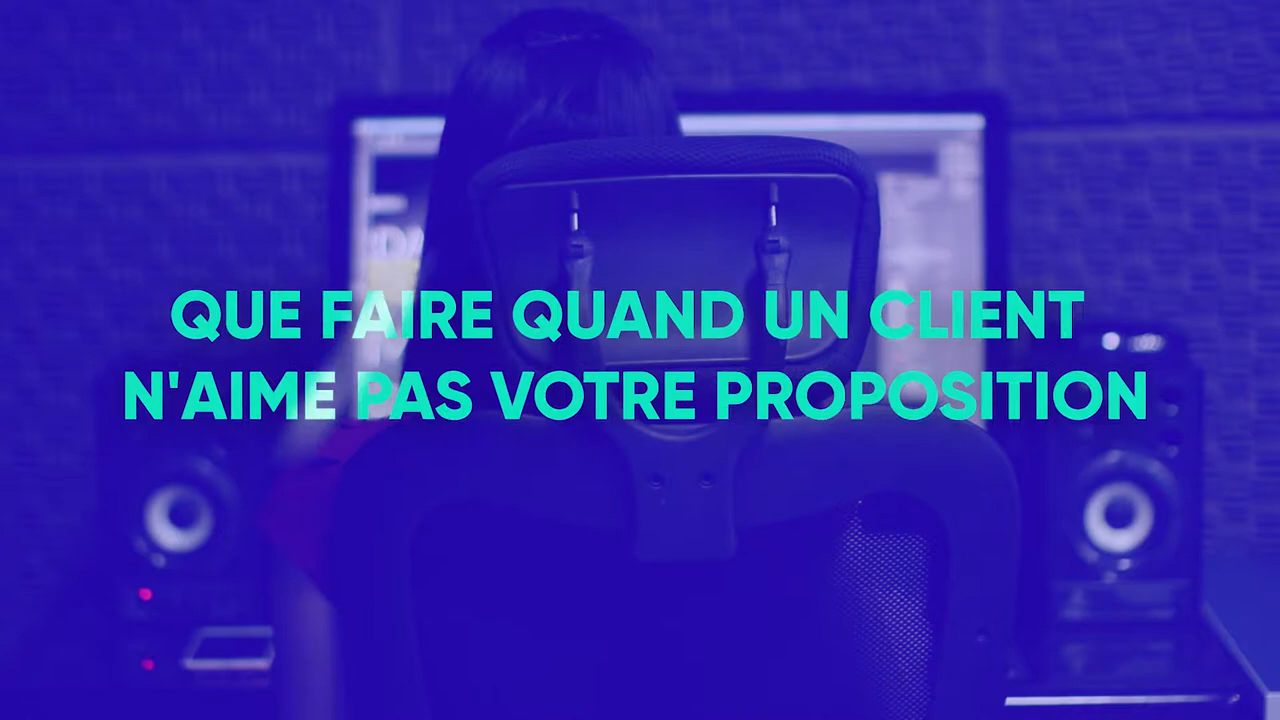 QUE FAIRE QUAND UN CLIENT
N'AIME PAS VOTRE PROPOSITION